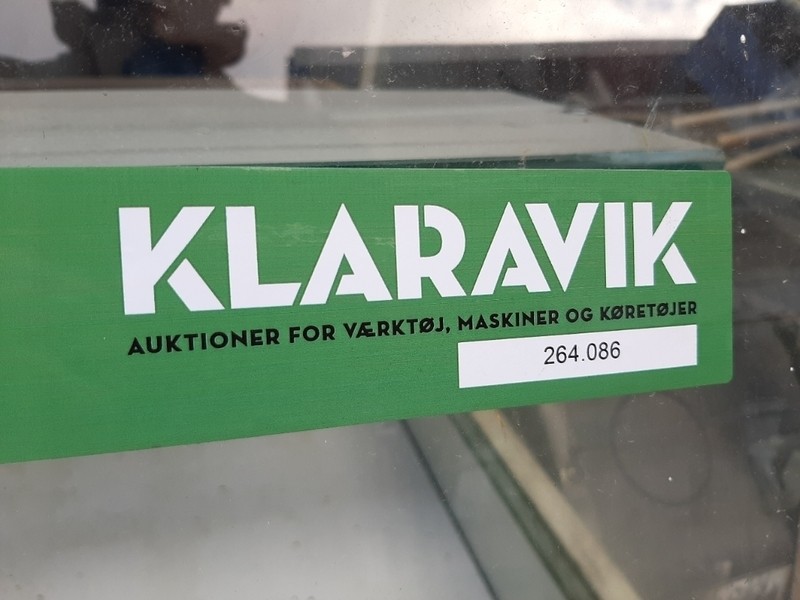 KLARAVIK
AUKTIONER FOR VÆRKTØJ, MASKINER OG KØRETØJER
264.086